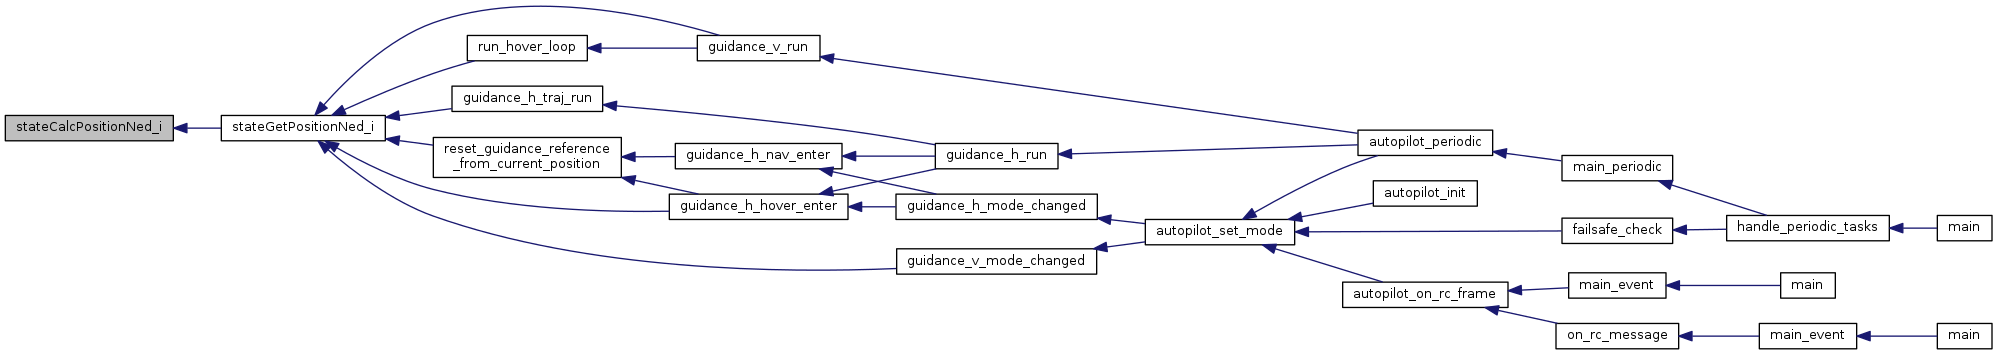 stateCalcPositionNed_i
stateGetPositionNed_i
run_hover_loop
guidance_h_traj_run
reset_guidance_reference
_from_current_position
guidance_v_run
guidance_h_nav_enter
guidance_h_hover_enter
guidance_h_run
guidance_h_mode_changed
guidance_v_mode_changed
autopilot_set_mode
autopilot_periodic
autopilot_init
autopilot_on_rc_frame
main_periodic
failsafe_check
main_event
on_rc_message
handle_periodic_tasks
main
main
main_event
main